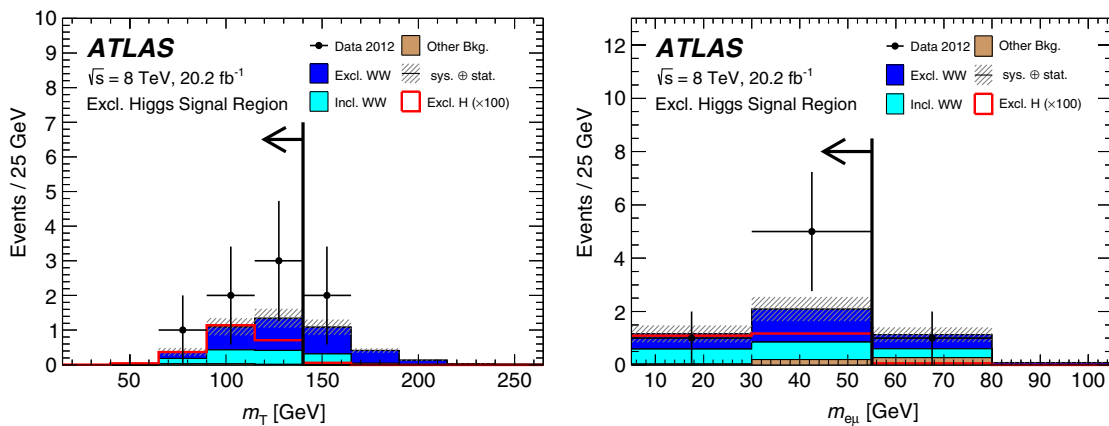 ATLAS
√s = 8 TeV, 20.2 fb⁻¹
Excl. Higgs Signal Region
Data 2012
Other Bkg.
Excl. WW
sys. ⊕ stat.
Incl. WW
Excl. H (×100)
Events / 25 GeV
10
9
8
7
6
5
4
3
2
1
0
50 100 150 200 250
m_T [GeV]
ATLAS
√s = 8 TeV, 20.2 fb⁻¹
Excl. Higgs Signal Region
Data 2012
Other Bkg.
Excl. WW
sys. ⊕ stat.
Incl. WW
Excl. H (×100)
Events / 25 GeV
12
10
8
6
4
2
0
10 20 30 40 50 60 70 80 90 100
m_eμ [GeV]